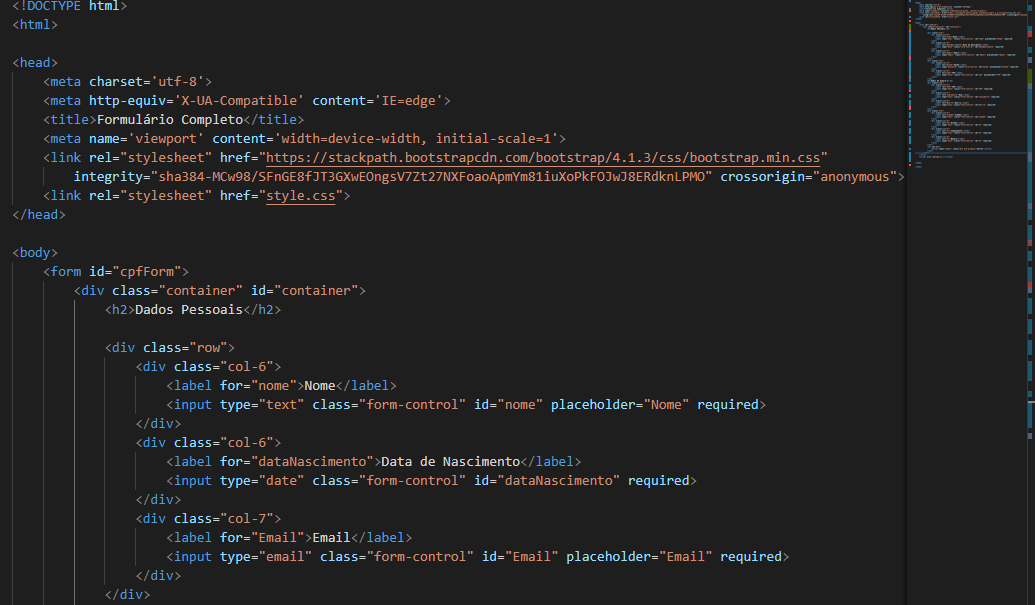 <!DOCTYPE html>
<html>
<head>
<meta charset='utf-8'>
<meta http-equiv='X-UA-Compatible' content='IE=edge'>
<title>Formulário Completo</title>
<meta name='viewport' content='width=device-width, initial-scale=1'>
<link rel="stylesheet" href="https://stackpath.bootstrapcdn.com/bootstrap/4.1.3/css/bootstrap.min.css"
integrity="sha384-MCw98/SFnGE8fJT3GXwEOngsV7Zt27NXFoaoApmYm81iuXoPkFOJwJ8ERdknLPMO" crossorigin="anonymous">
<link rel="stylesheet" href="style.css">
</head>
<body>
<form id="cpfForm">
<div class="container" id="container">
<h2>Dados Pessoais</h2>
<div class="row">
<div class="col-6">
<label for="nome">Nome</label>
<input type="text" class="form-control" id="nome" placeholder="Nome" required>
</div>
<div class="col-6">
<label for="dataNascimento">Data de Nascimento</label>
<input type="date" class="form-control" id="dataNascimento" required>
</div>
<div class="col-7">
<label for="Email">Email</label>
<input type="email" class="form-control" id="Email" placeholder="Email" required>
</div>
</div>